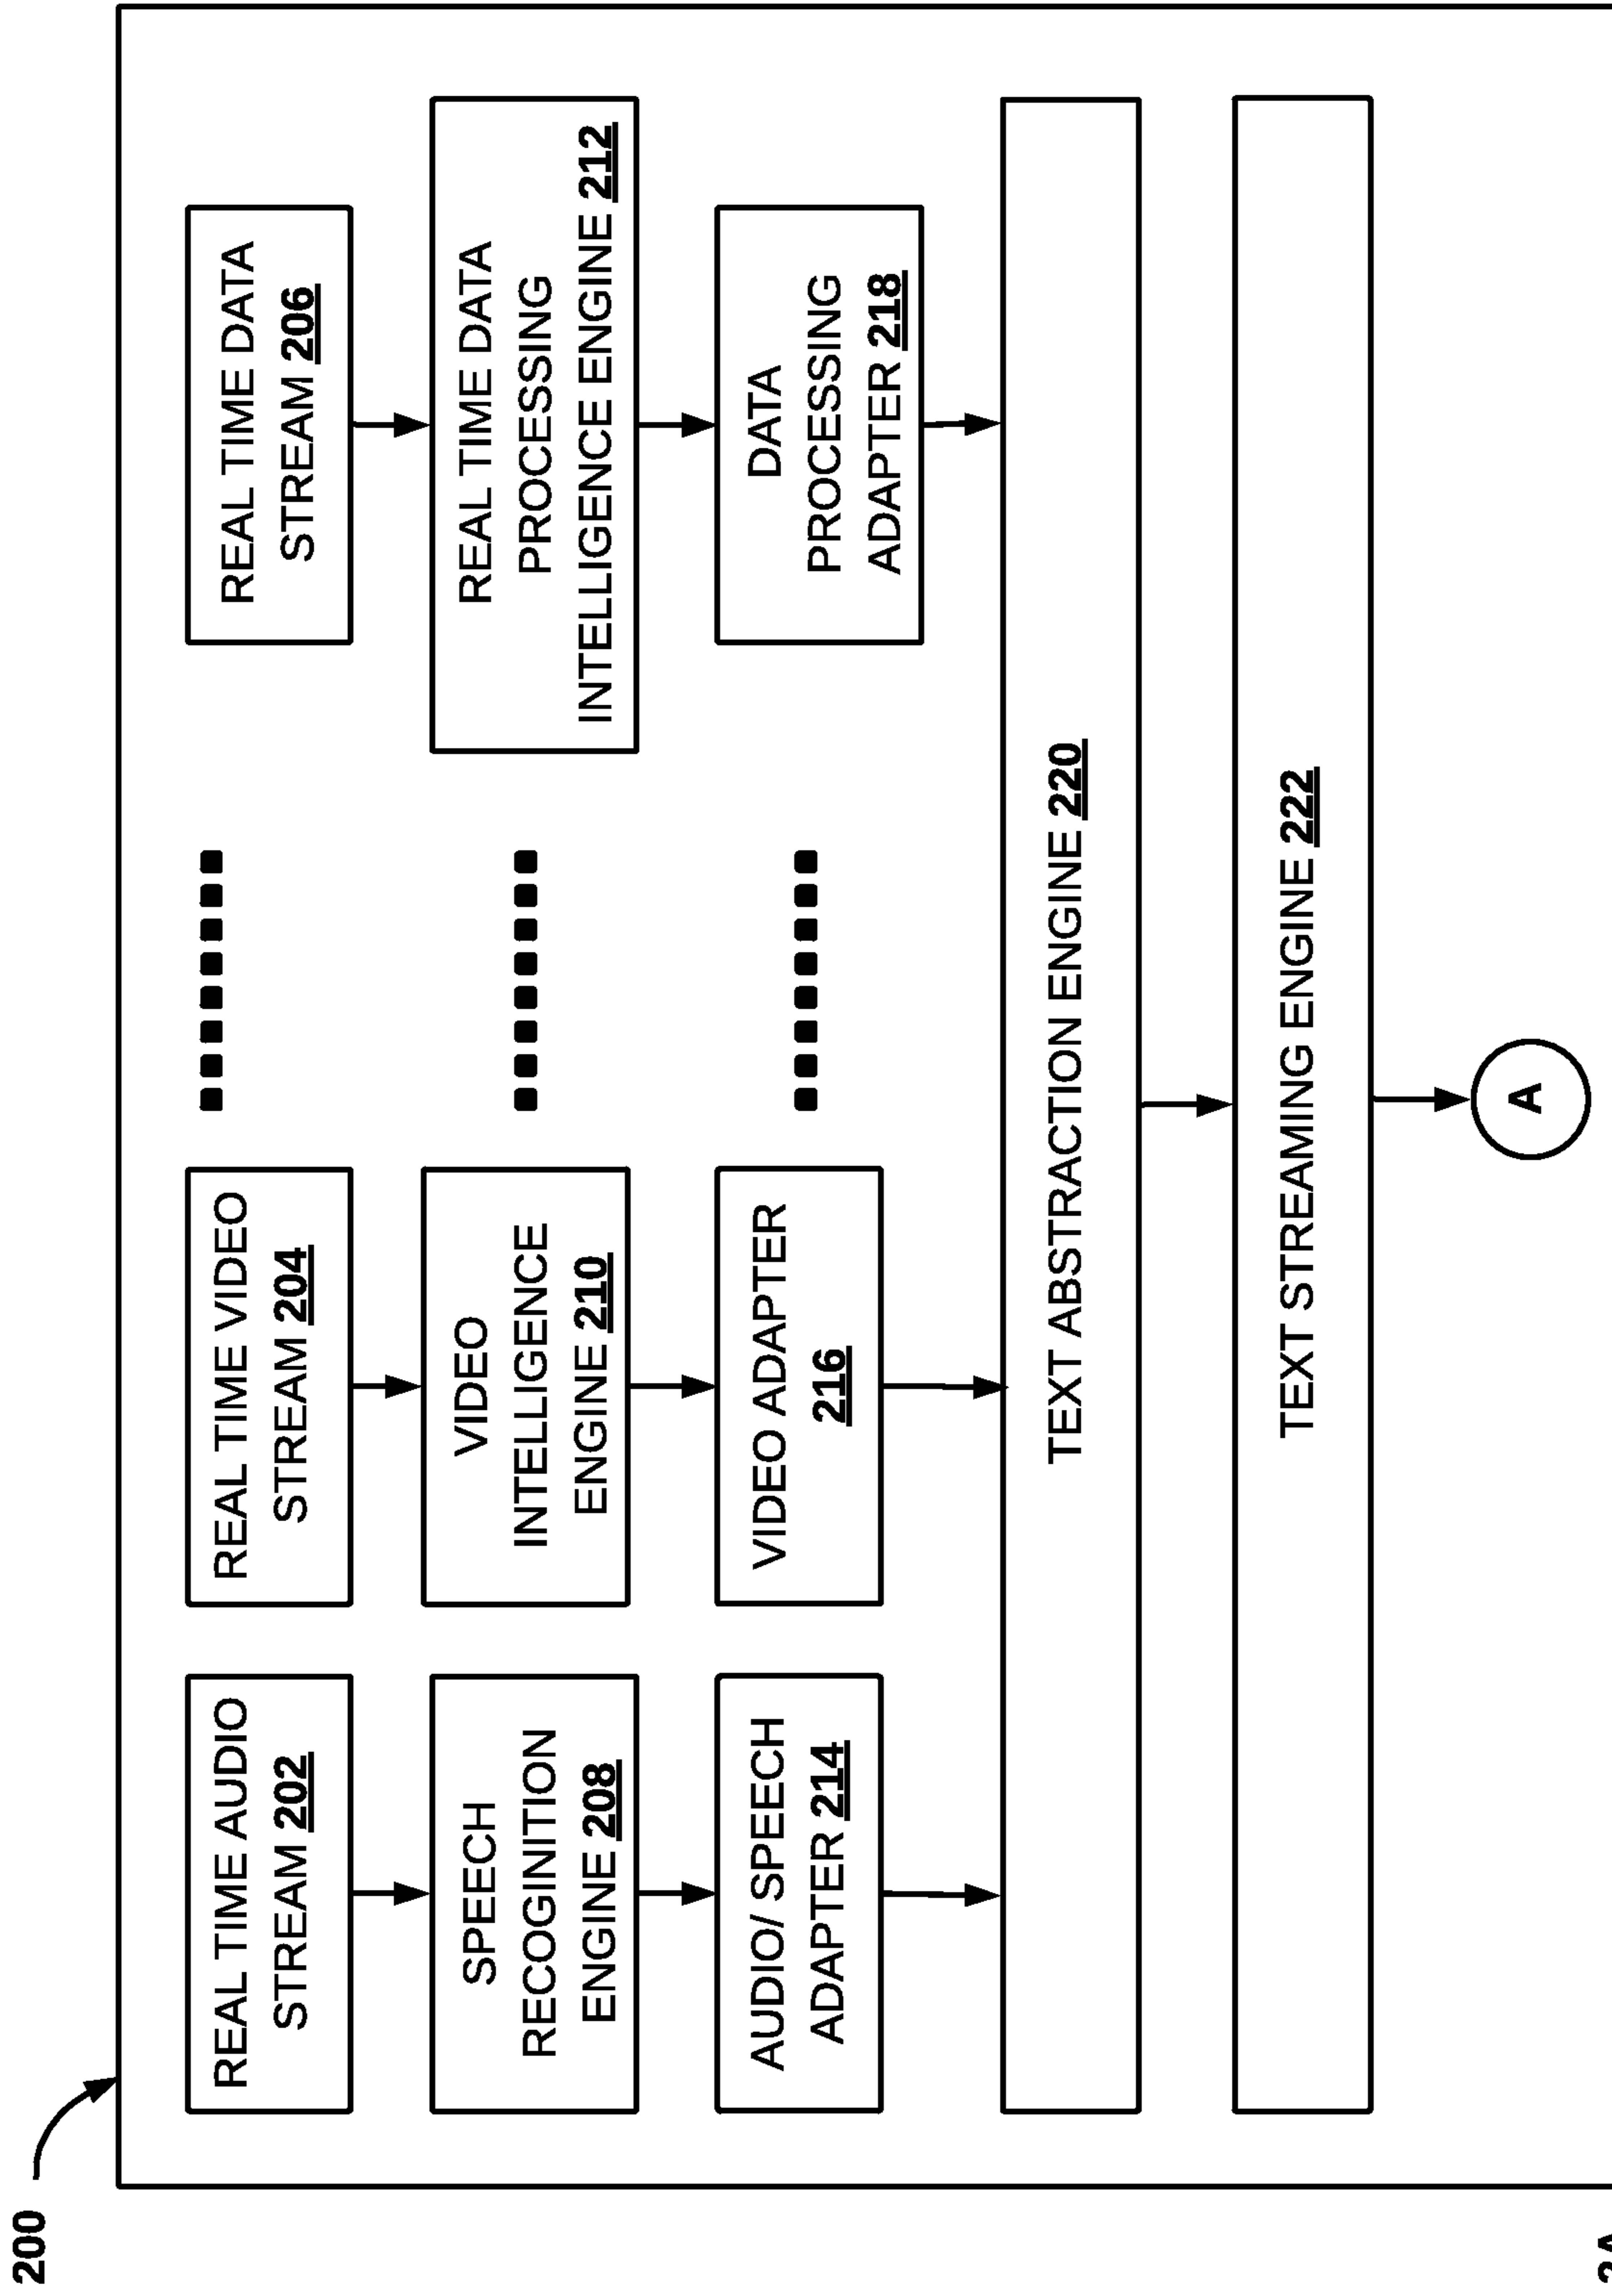 200
REAL TIME AUDIO
STREAM 202
REAL TIME VIDEO
STREAM 204
REAL TIME DATA
STREAM 206
SPEECH
RECOGINITION
ENGINE 208
VIDEO
INTELLIGENCE
ENGINE 210
REAL TIME DATA
PROCESSING
INTELLIGENCE ENGINE 212
AUDIO/ SPEECH
ADAPTER 214
VIDEO ADAPTER
216
DATA
PROCESSING
ADAPTER 218
TEXT ABSTRACTION ENGINE 220
TEXT STREAMING ENGINE 222
A